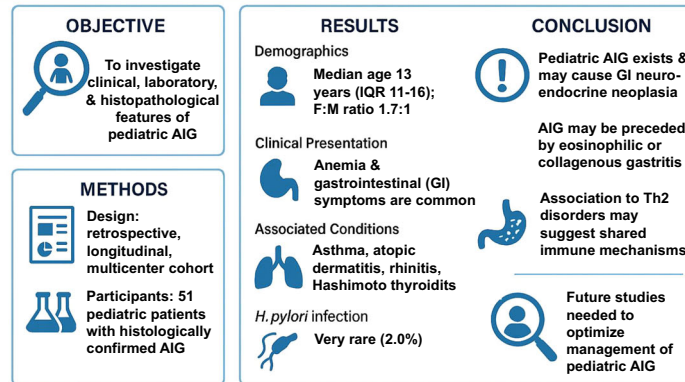 OBJECTIVE
To investigate
clinical, laboratory,
& histopathological
features of
pediatric AIG
METHODS
Design:
retrospective,
longitudinal,
multicenter cohort
Participants: 51
pediatric patients
with histologically
confirmed AIG
RESULTS
Demographics
Median age 13
years (IQR 11-16);
F:M ratio 1.7:1
Clinical Presentation
Anemia &
gastrointestinal (GI)
symptoms are common
Associated Conditions
Asthma, atopic
dermatitis, rhinitis,
Hashimoto thyroidits
H. pylori infection
Very rare (2.0%)
CONCLUSION
Pediatric AIG exists &
may cause GI neuro-
endocrine neoplasia
AIG may be preceded
by eosinophilic or
collagenous gastritis
Association to Th2
disorders may
suggest shared
immune mechanisms
Future studies
needed to
optimize
management of
pediatric AIG